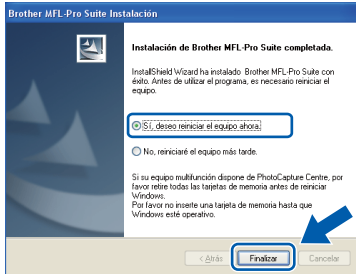 Brother MFL-Pro Suite Instalación
Instalación de Brother MFL-Pro Suite completada.
InstallShield Wizard ha instalado Brother MFL-Pro Suite con
éxito. Antes de utilizar el programa, es necesario reiniciar el
equipo.
Sí, deseo reiniciar el equipo ahora.
No, reiniciaré el equipo más tarde.
Si su equipo multifunción dispone de PhotoCapture Centre, por
favor retire todas las tarjetas de memoria antes de reiniciar
Windows.
Por favor no inserte una tarjeta de memoria hasta que
Windows esté operativo.
< Atrás Finalizar Cancelar